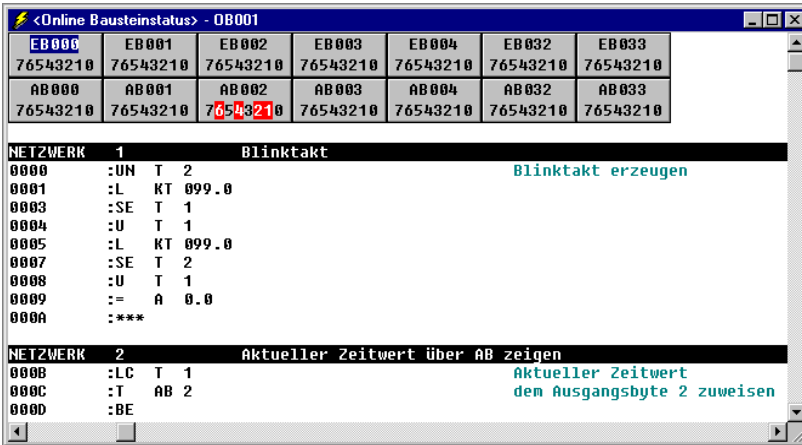 <Online Bausteinstatus> - OB001
EB000 EB001 EB002 EB003 EB004 EB032 EB033
76543210 76543210 76543210 76543210 76543210 76543210 76543210
AB000 AB001 AB002 AB003 AB004 AB032 AB033
76543210 76543210 76543210 76543210 76543210 76543210 76543210
NETZWERK 1 Blinktakt
0000 :UN T 2 Blinktakt erzeugen
0001 :L KT 099.0
0003 :SE T 1
0004 :U T 1
0005 :L KT 099.0
0007 :SE T 2
0008 :U T 1
0009 := A 0.0
000A :***
NETZWERK 2 Aktueller Zeitwert über AB zeigen
000B :LC T 1 Aktueller Zeitwert
000C :T AB 2 dem Ausgangsbyte 2 zuweisen
000D :BE